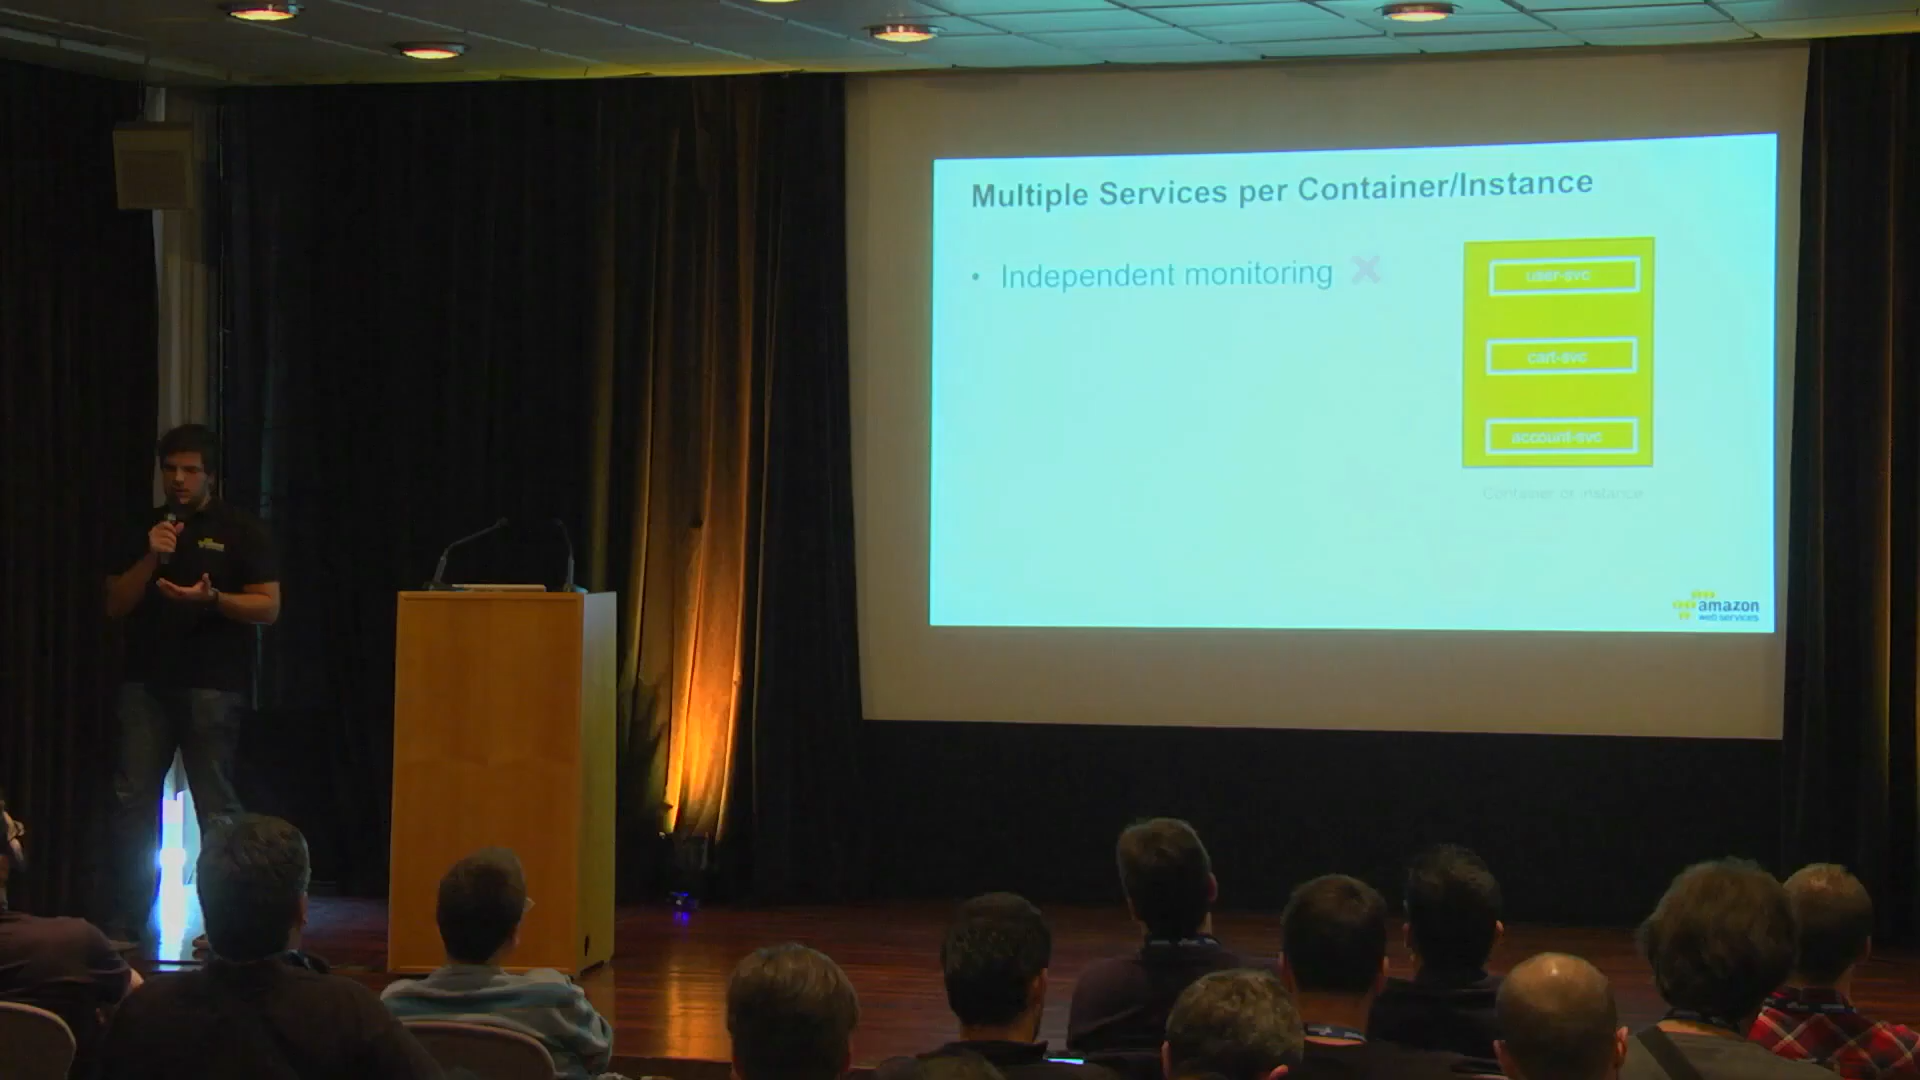 Multiple Services per Container/Instance
• Independent monitoring
user-svc
cart-svc
account-svc
Container or Instance
amazon
web services